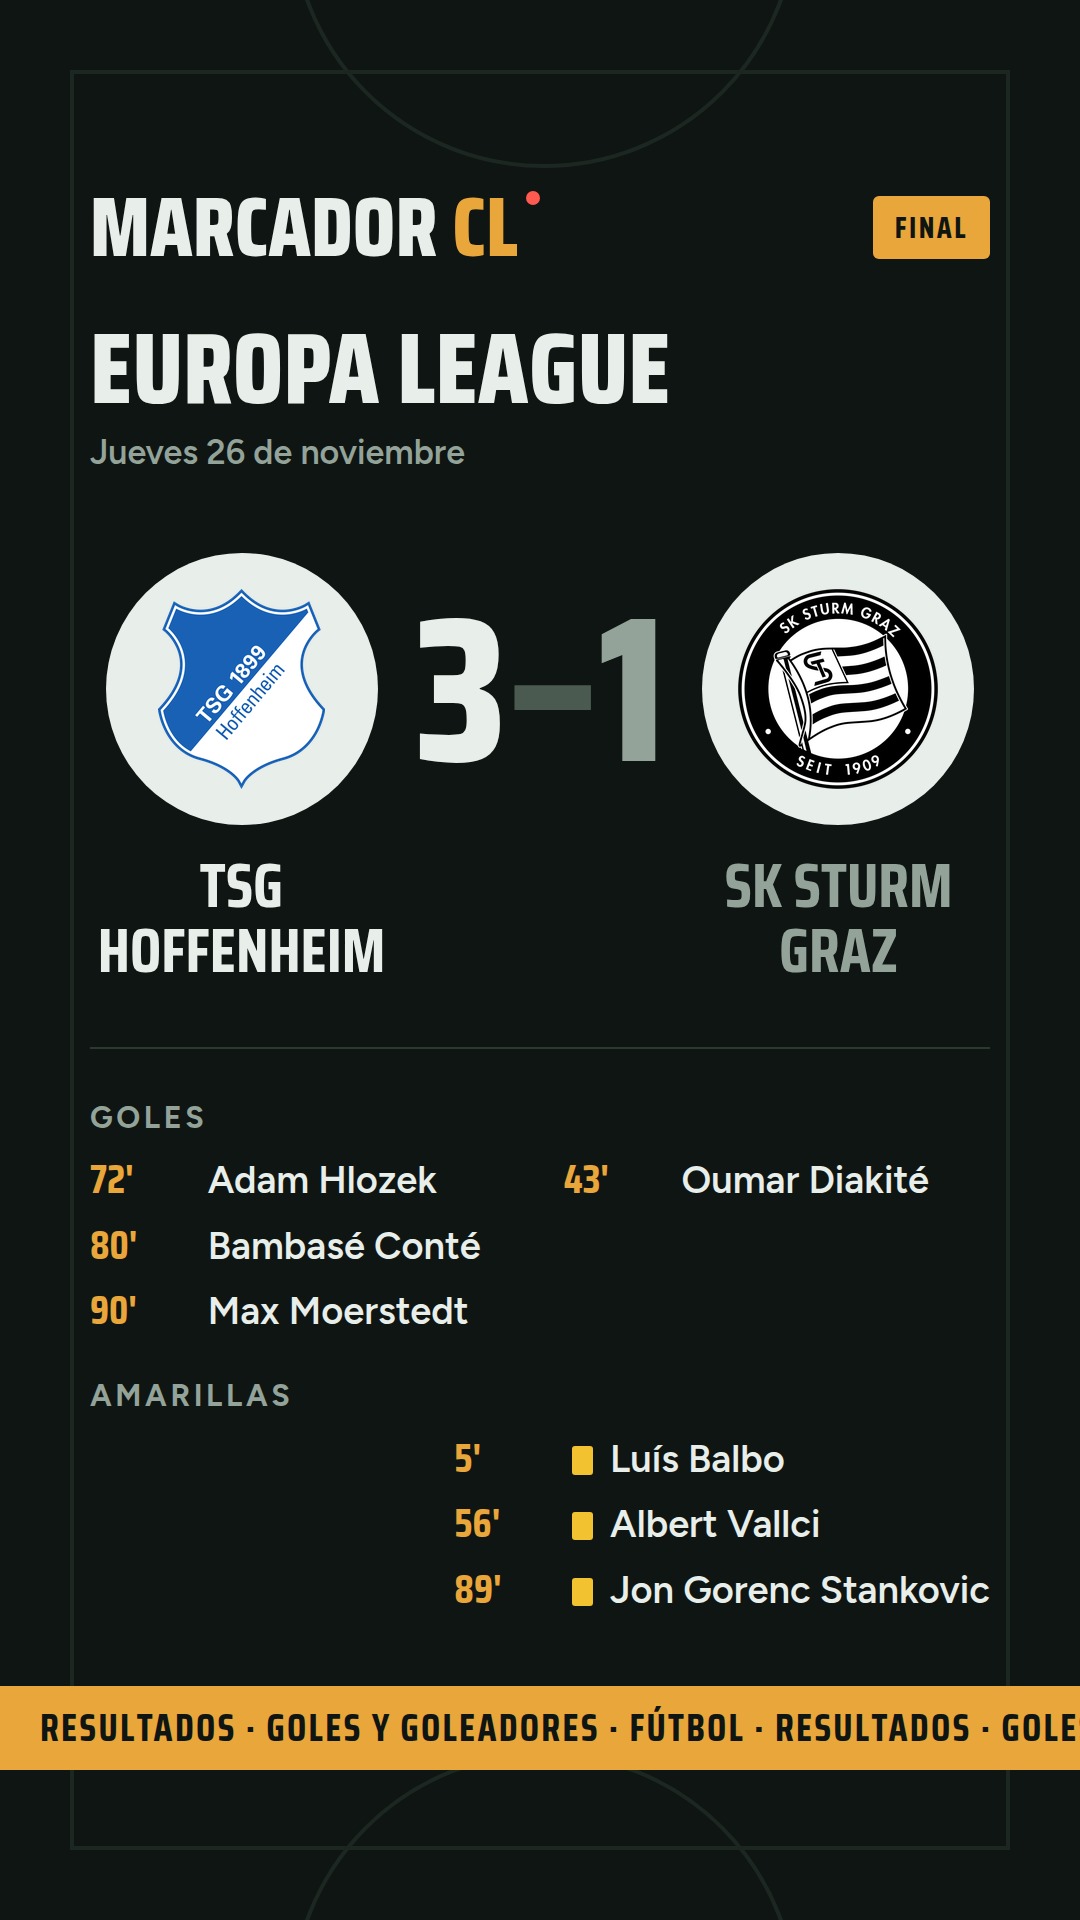 MARCADOR CL
FINAL
EUROPA LEAGUE
Jueves 26 de noviembre
TSG 1899
Hoffenheim
3-1
SK STURM GRAZ
SEIT 1909
TSG
HOFFENHEIM
SK STURM
GRAZ
GOLES
72' Adam Hlozek
43' Oumar Diakité
80' Bambasé Conté
90' Max Moerstedt
AMARILLAS
5' Luís Balbo
56' Albert Vallci
89' Jon Gorenc Stankovic
RESULTADOS · GOLES Y GOLEADORES · FÚTBOL · RESULTADOS · GOLES